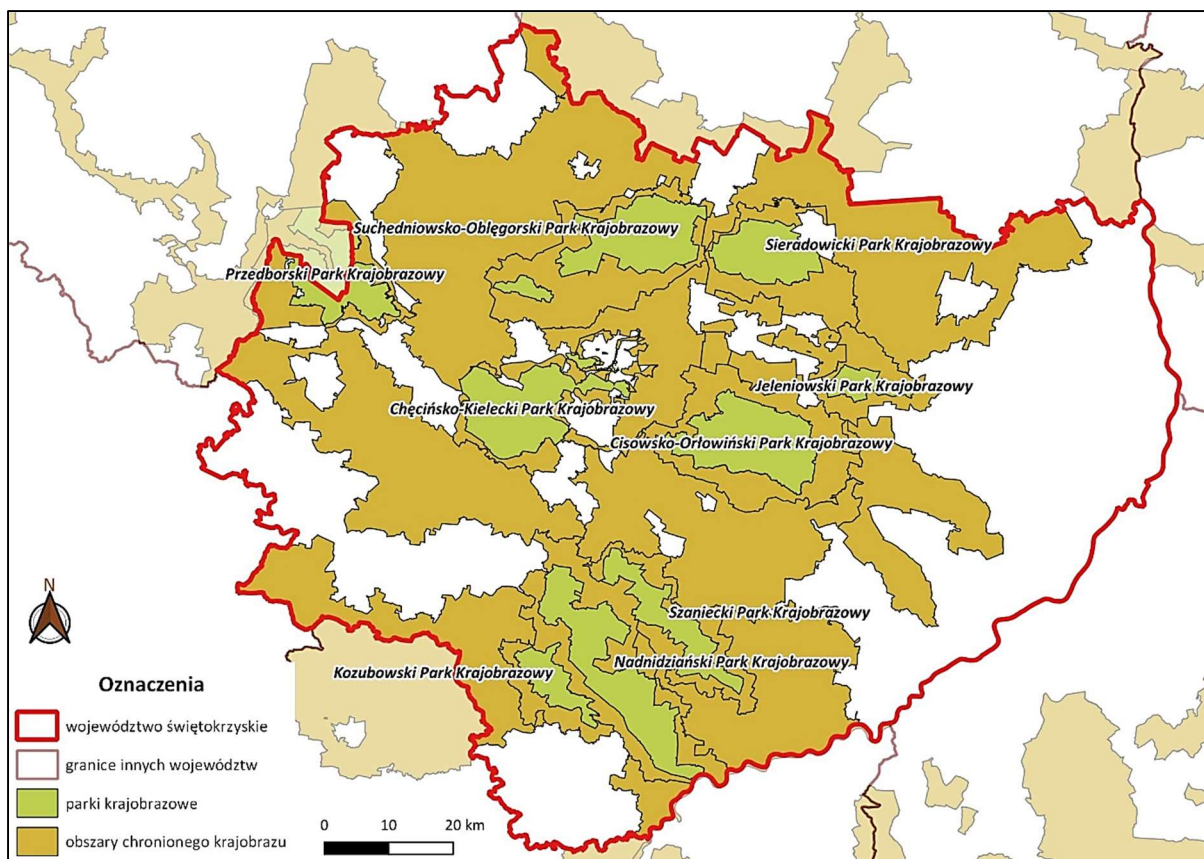 Suchedniowsko-Oblęgorski Park Krajobrazowy
Sieradowicki Park Krajobrazowy
Przedborski Park Krajobrazowy
Jeleniowski Park Krajobrazowy
Chęcińsko-Kielecki Park Krajobrazowy
Cisowsko-Orłowiński Park Krajobrazowy
N
Szaniecki Park Krajobrazowy
Nadnidziański Park Krajobrazowy
Kozubowski Park Krajobrazowy
Oznaczenia
województwo świętokrzyskie
granice innych województw
parki krajobrazowe
obszary chronionego krajobrazu
0 10 20 km